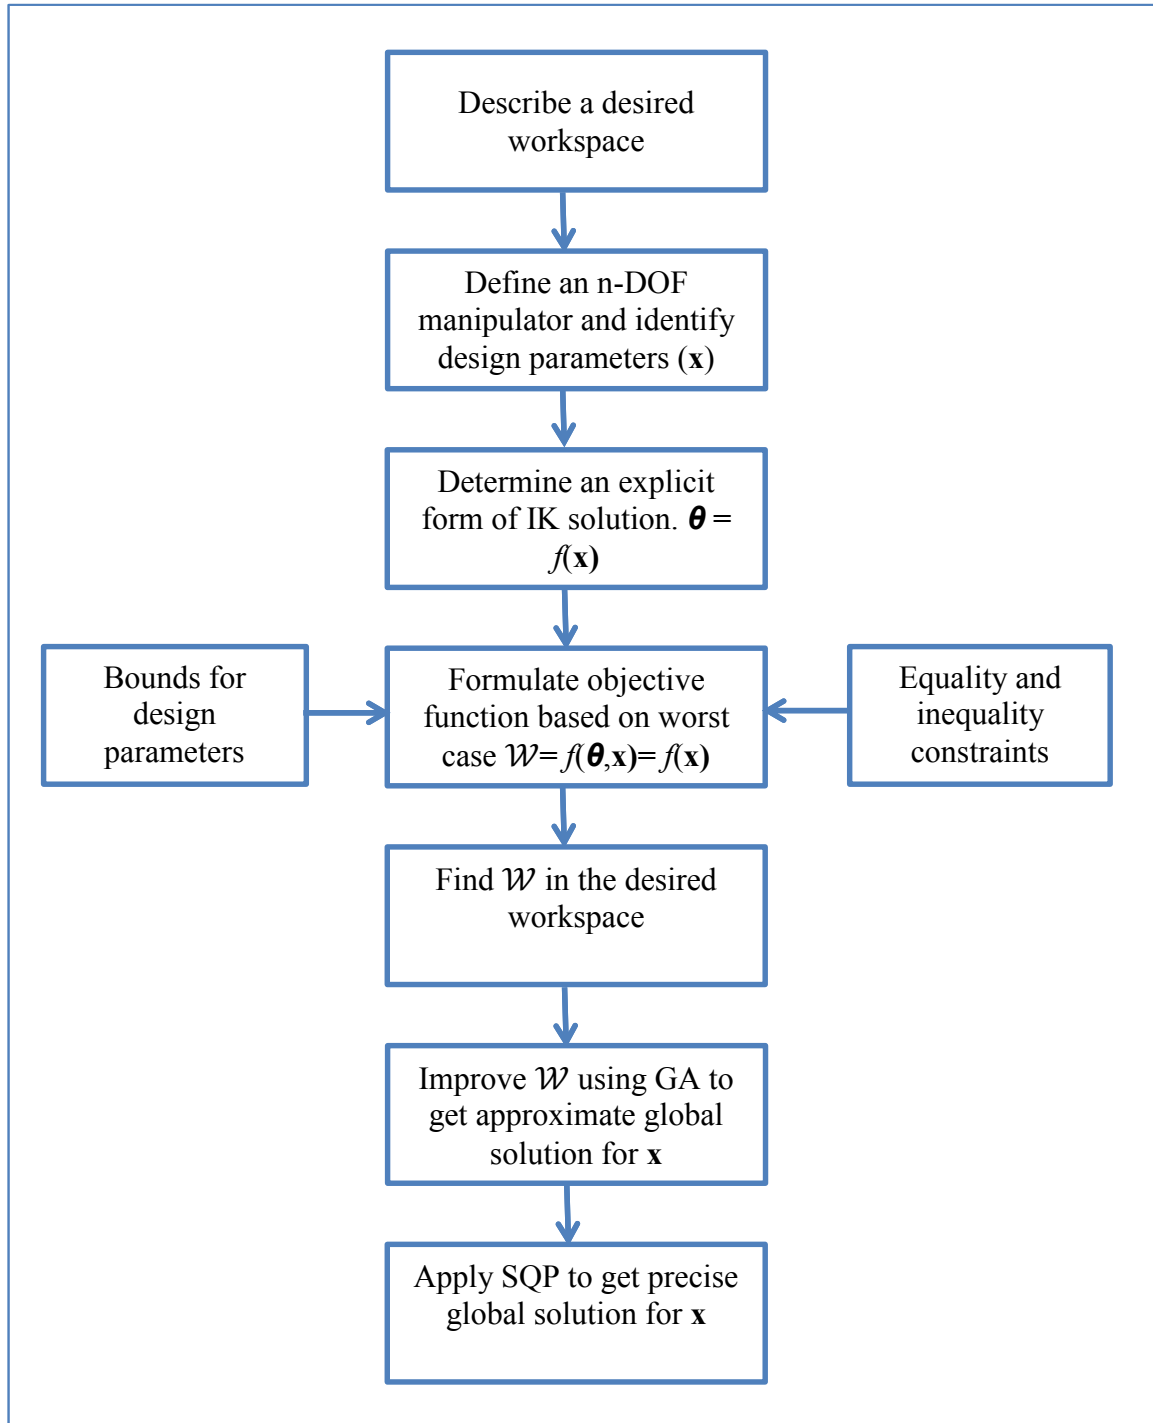 Describe a desired
workspace
Define an n-DOF
manipulator and identify
design parameters (x)
Determine an explicit
form of IK solution. θ =
f(x)
Bounds for
design
parameters
Formulate objective
function based on worst
case 𝒲= f(θ,x)= f(x)
Equality and
inequality
constraints
Find 𝒲 in the desired
workspace
Improve 𝒲 using GA to
get approximate global
solution for x
Apply SQP to get precise
global solution for x